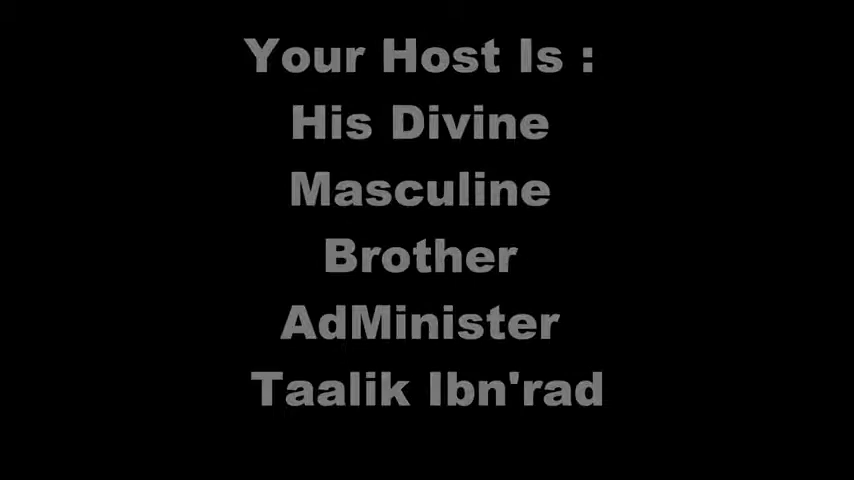 Your Host Is :
His Divine
Masculine
Brother
AdMinister
Taalik Ibn'rad